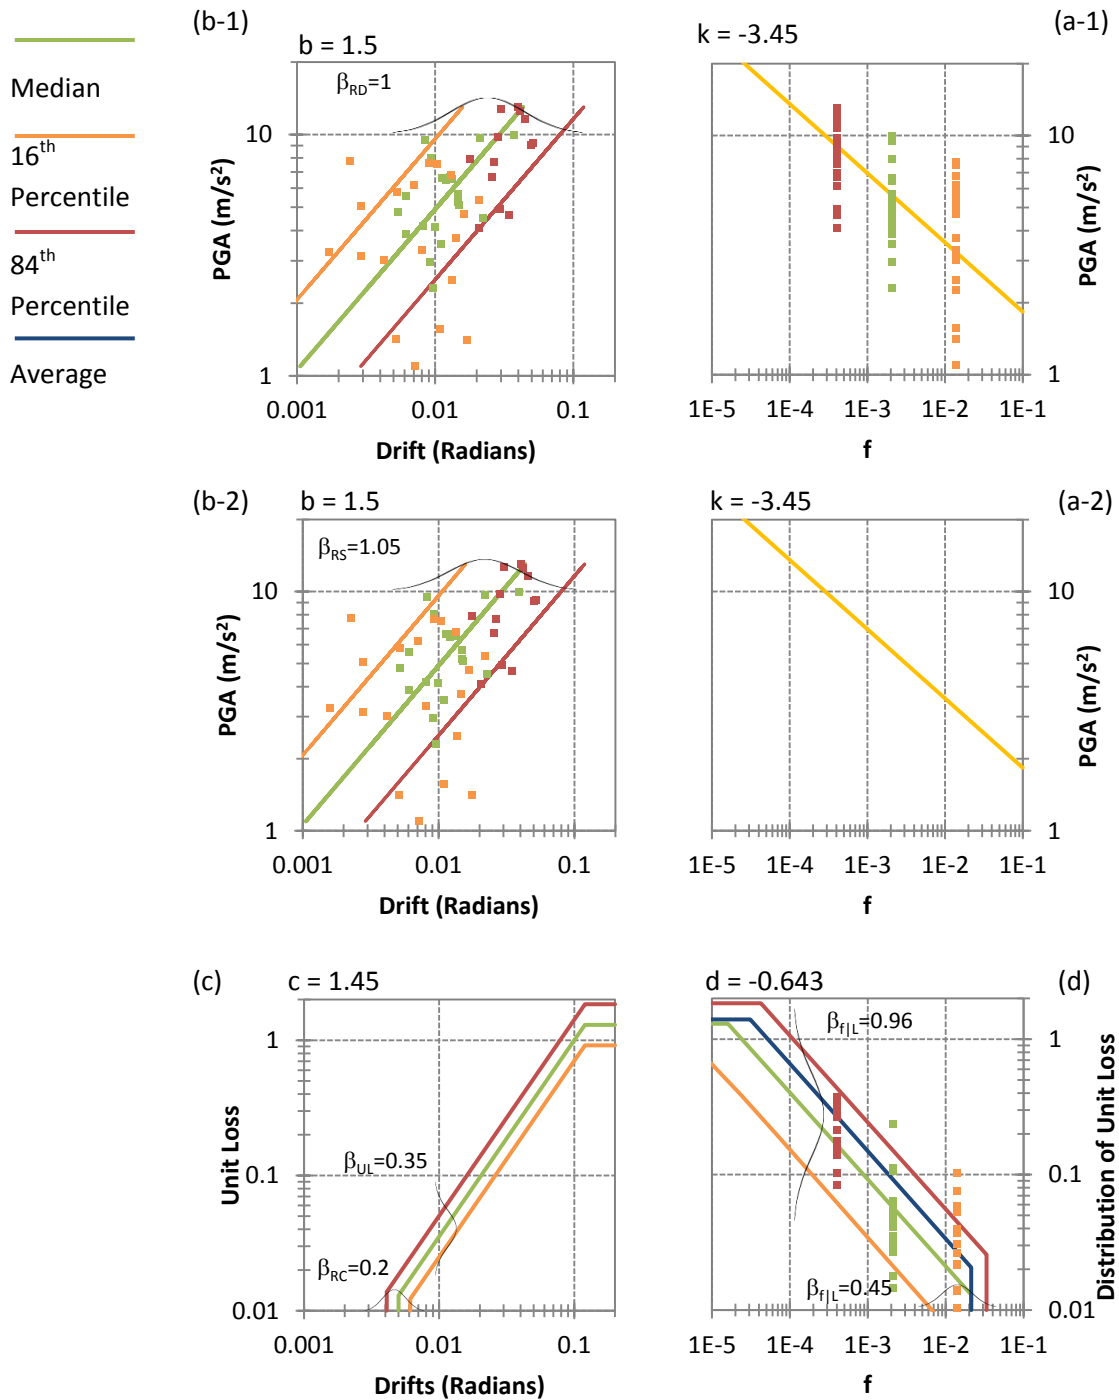 Median
16th
Percentile
84th
Percentile
Average
(b-1)
b = 1.5
βRD=1
10
1
PGA (m/s²)
0.001
0.01
0.1
Drift (Radians)
(a-1)
k = -3.45
10
1
PGA (m/s²)
1E-5
1E-4
1E-3
1E-2
1E-1
f
(b-2)
b = 1.5
βRS=1.05
10
1
PGA (m/s²)
0.001
0.01
0.1
Drift (Radians)
(a-2)
k = -3.45
10
1
PGA (m/s²)
1E-5
1E-4
1E-3
1E-2
1E-1
f
(c)
c = 1.45
1
0.1
0.01
Unit Loss
βUL=0.35
βRC=0.2
0.001
0.01
0.1
Drifts (Radians)
(d)
d = -0.643
βf|L=0.96
βf|L=0.45
1
0.1
0.01
Distribution of Unit Loss
1E-5
1E-4
1E-3
1E-2
1E-1
f